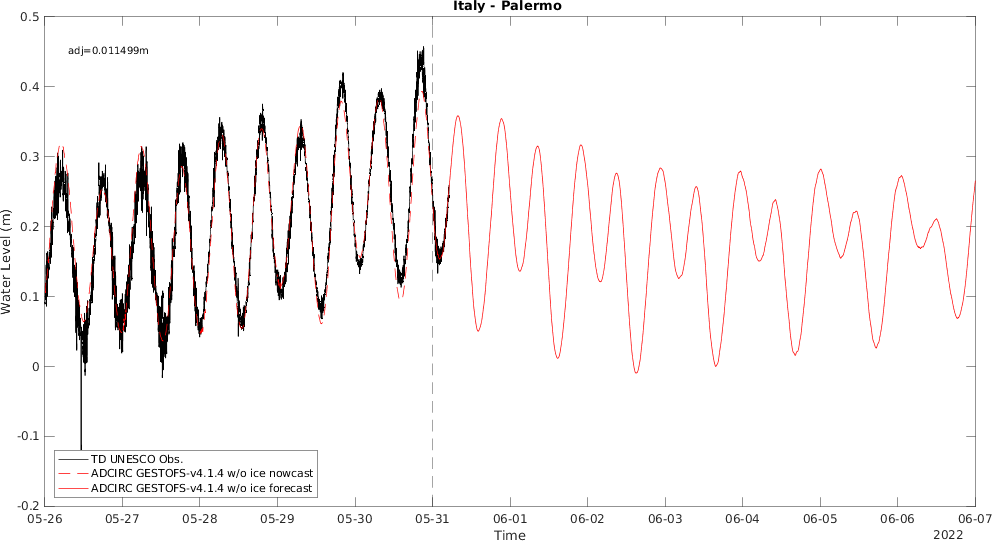 Italy - Palermo
adj=0.011499m
0.5
0.4
0.3
0.2
0.1
0
-0.1
-0.2
Water Level (m)
TD UNESCO Obs.
ADCIRC GESTOFS-v4.1.4 w/o ice nowcast
ADCIRC GESTOFS-v4.1.4 w/o ice forecast
05-26 05-27 05-28 05-29 05-30 05-31 06-01 06-02 06-03 06-04 06-05 06-06 06-07
Time
2022